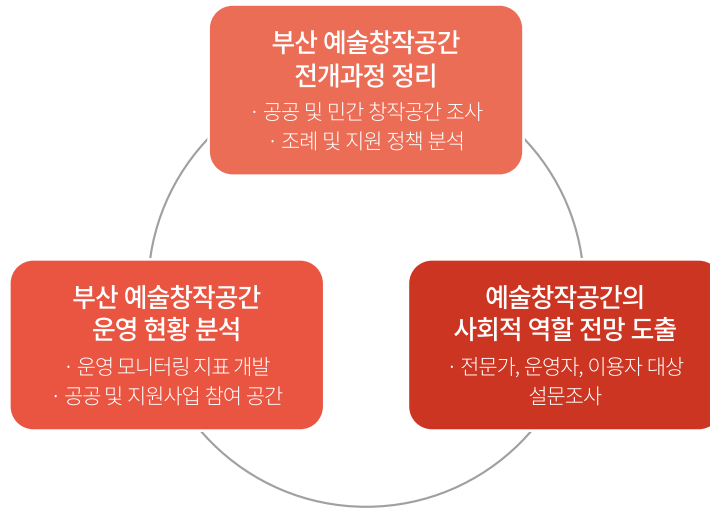 부산 예술창작공간
전개과정 정리
· 공공 및 민간 창작공간 조사
· 조례 및 지원 정책 분석
부산 예술창작공간
운영 현황 분석
· 운영 모니터링 지표 개발
· 공공 및 지원사업 참여 공간
예술창작공간의
사회적 역할 전망 도출
· 전문가, 운영자, 이용자 대상
설문조사